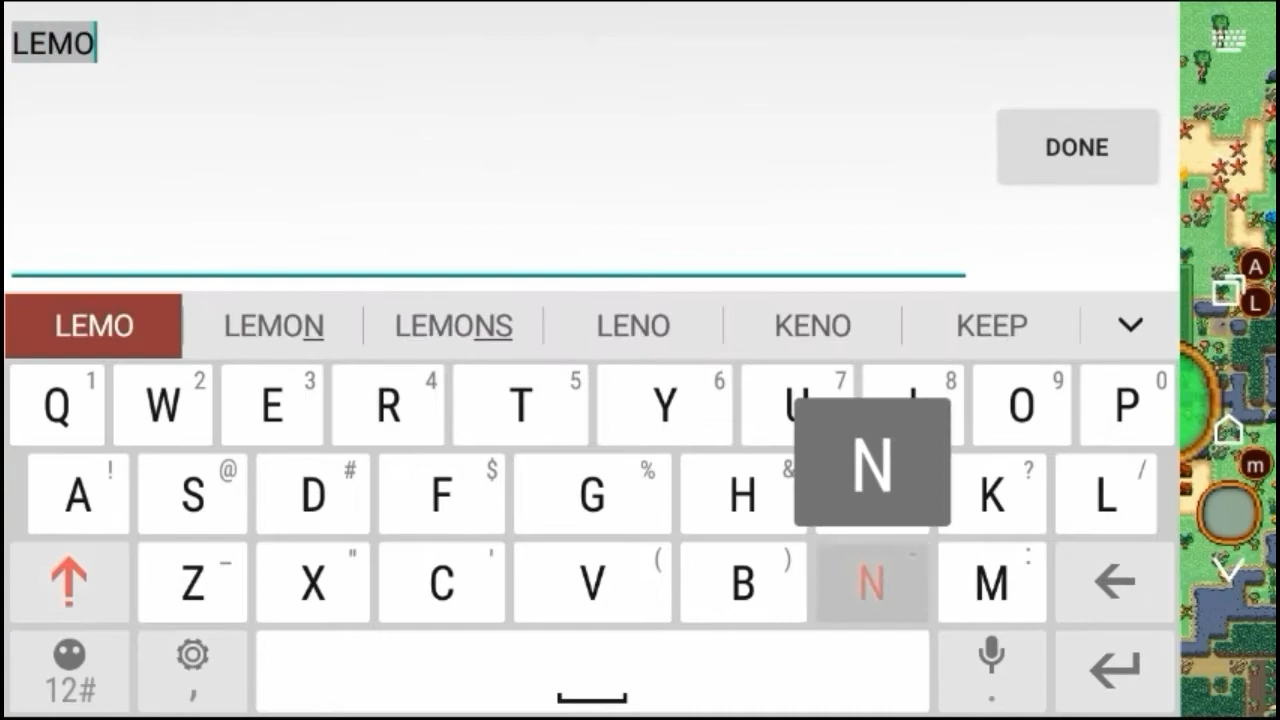 LEMO
DONE
LEMO LEMON LEMONS LENO KENO KEEP
1 2 3 4 5 6 7 8 9 0
Q W E R T Y U O P
! @ # $ % & ? /
A S D F G H N K L
_ " ' ( ) - :
Z X C V B N M
12# , .
A
L
m